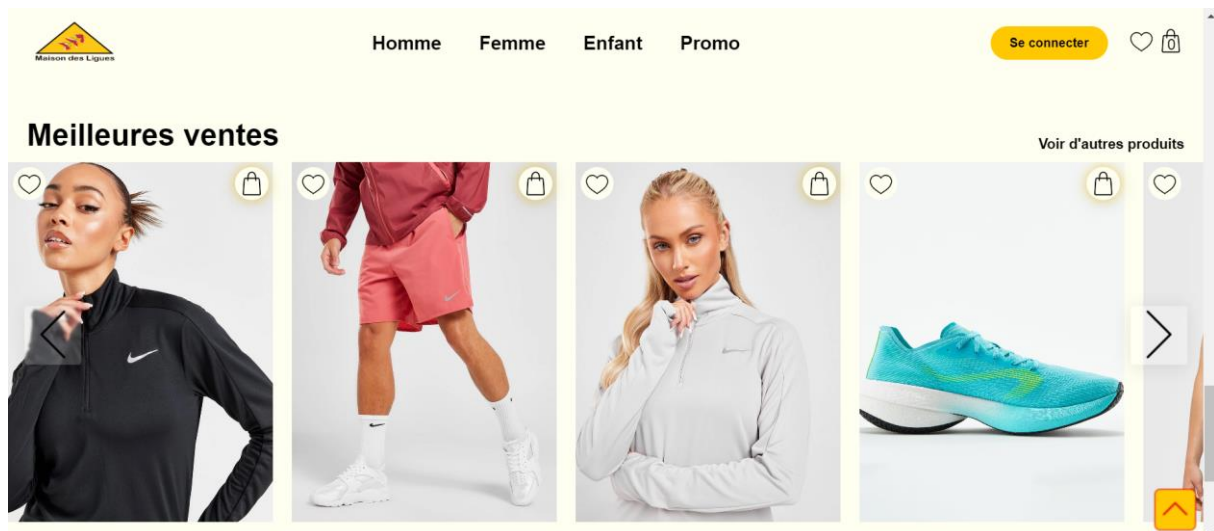 Maison des Ligues
Homme Femme Enfant Promo
Se connecter
0
Meilleures ventes
Voir d'autres produits